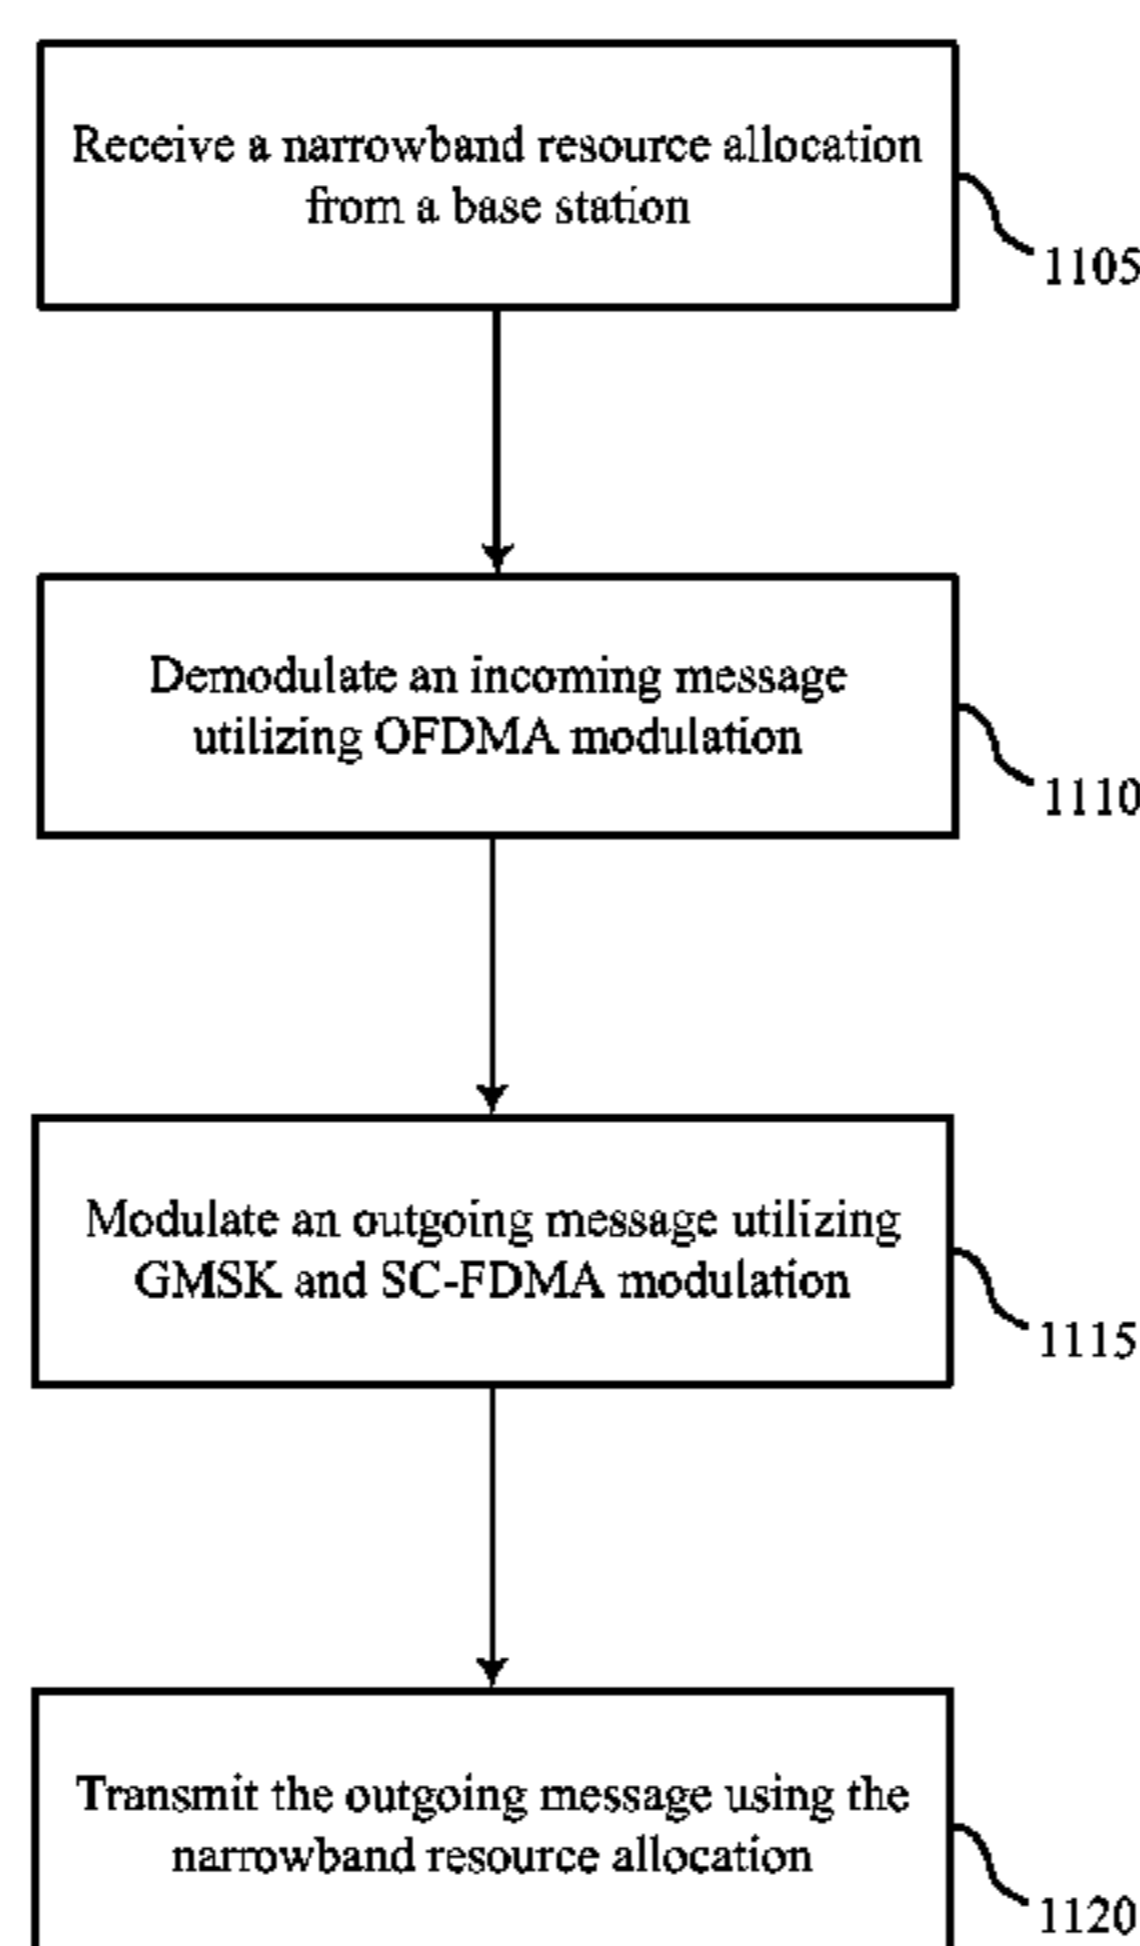 Receive a narrowband resource allocation
from a base station
1105
Demodulate an incoming message
utilizing OFDMA modulation
1110
Modulate an outgoing message utilizing
GMSK and SC-FDMA modulation
1115
Transmit the outgoing message using the
narrowband resource allocation
1120